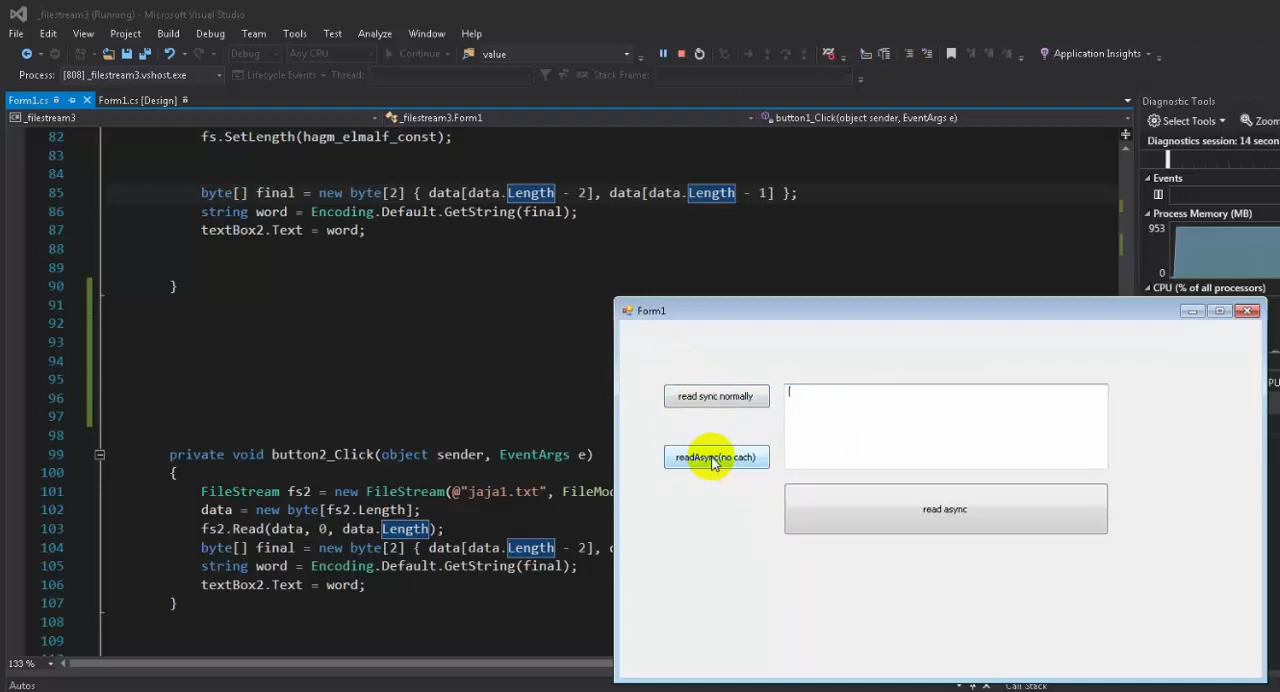 _filestream3 (Running) - Microsoft Visual Studio
File Edit View Project Build Debug Team Tools Test Analyze Window Help
Debug Any CPU Continue value Application Insights
Process: [808] _filestream3.vshost.exe Lifecycle Events Thread: Stack Frame:
Form1.cs Form1.cs [Design]
_filestream3 _filestream3.Form1 button1_Click(object sender, EventArgs e)
82 fs.SetLength(hagm_elmalf_const);
83
84
85 byte[] final = new byte[2] { data[data.Length - 2], data[data.Length - 1] };
86 string word = Encoding.Default.GetString(final);
87 textBox2.Text = word;
88
89
90 }
91
92
93
94
95
96
97
98
99 private void button2_Click(object sender, EventArgs e)
100 {
101 FileStream fs2 = new FileStream(@"jaja1.txt", FileMo
102 data = new byte[fs2.Length];
103 fs2.Read(data, 0, data.Length);
104 byte[] final = new byte[2] { data[data.Length - 2],
105 string word = Encoding.Default.GetString(final);
106 textBox2.Text = word;
107 }
108
109
133 %
Autos
Call Stack
Diagnostic Tools
Select Tools Zoom
Diagnostics session: 14 secon
Events
Process Memory (MB)
953
0
CPU (% of all processors)
Form1
read sync normally
readAsync(no cach)
read async